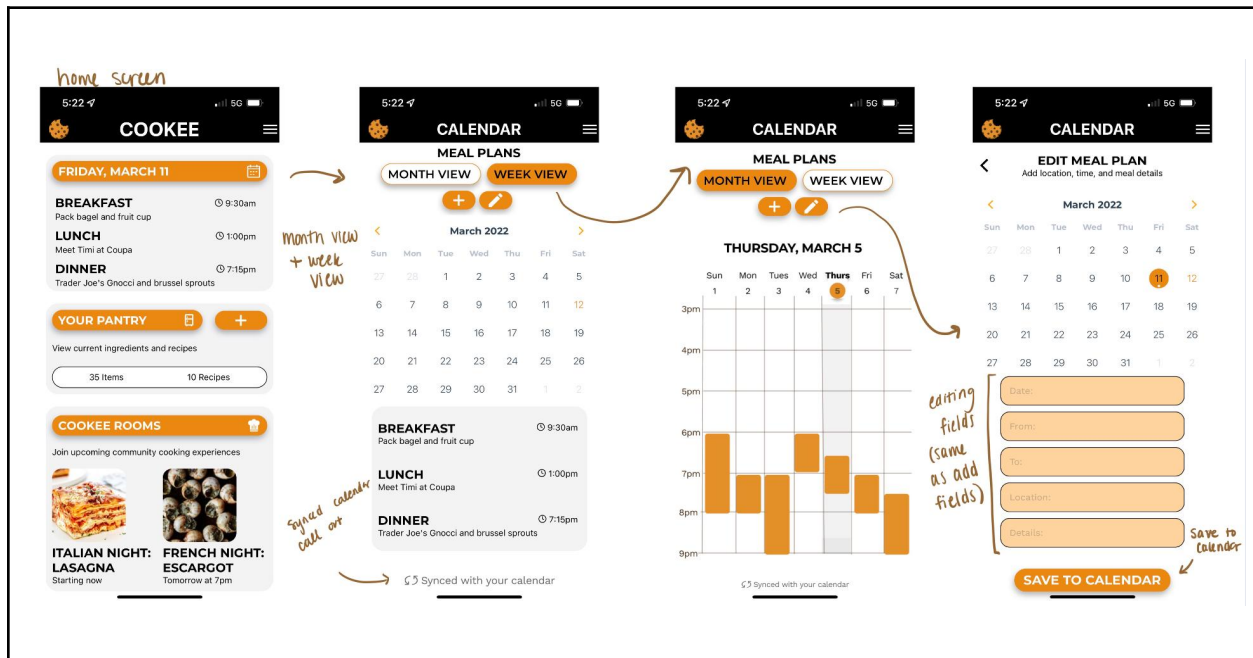 home screen
5:22
5G
COOKEE
FRIDAY, MARCH 11
BREAKFAST 9:30am
Pack bagel and fruit cup
LUNCH 1:00pm
Meet Timi at Coupa
DINNER 7:15pm
Trader Joe's Gnocci and brussel sprouts
YOUR PANTRY +
View current ingredients and recipes
35 Items 10 Recipes
COOKEE ROOMS
Join upcoming community cooking experiences
ITALIAN NIGHT:
LASAGNA
Starting now
FRENCH NIGHT:
ESCARGOT
Tomorrow at 7pm
month view
+ week
view
synced calendar
call out
5:22
5G
CALENDAR
MEAL PLANS
MONTH VIEW WEEK VIEW
+
< March 2022 >
Sun Mon Tue Wed Thu Fri Sat
27 28 1 2 3 4 5
6 7 8 9 10 11 12
13 14 15 16 17 18 19
20 21 22 23 24 25 26
27 28 29 30 31 1 2
BREAKFAST 9:30am
Pack bagel and fruit cup
LUNCH 1:00pm
Meet Timi at Coupa
DINNER 7:15pm
Trader Joe's Gnocci and brussel sprouts
Synced with your calendar
5:22
5G
CALENDAR
MEAL PLANS
MONTH VIEW WEEK VIEW
+
THURSDAY, MARCH 5
Sun Mon Tues Wed Thurs Fri Sat
1 2 3 4 5 6 7
3pm
4pm
5pm
6pm
7pm
8pm
9pm
Synced with your calendar
editing
fields
(same
as add
fields)
5:22
5G
CALENDAR
< EDIT MEAL PLAN
Add location, time, and meal details
< March 2022 >
Sun Mon Tue Wed Thu Fri Sat
27 28 1 2 3 4 5
6 7 8 9 10 11 12
13 14 15 16 17 18 19
20 21 22 23 24 25 26
27 28 29 30 31 1 2
Date:
From:
To:
Location:
Details:
SAVE TO CALENDAR
Save to
calendar